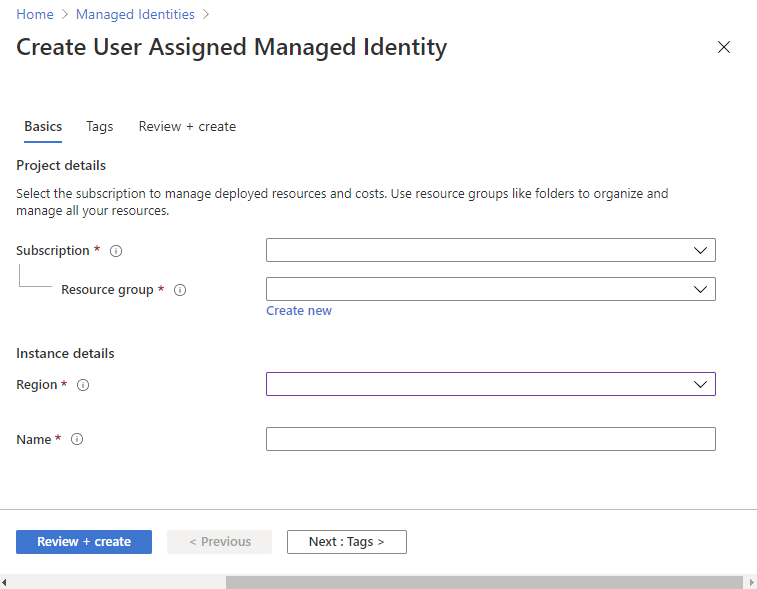 Home > Managed Identities >
Create User Assigned Managed Identity
Basics Tags Review + create
Project details
Select the subscription to manage deployed resources and costs. Use resource groups like folders to organize and
manage all your resources.
Subscription *
Resource group *
Create new
Instance details
Region *
Name *
Review + create < Previous Next : Tags >